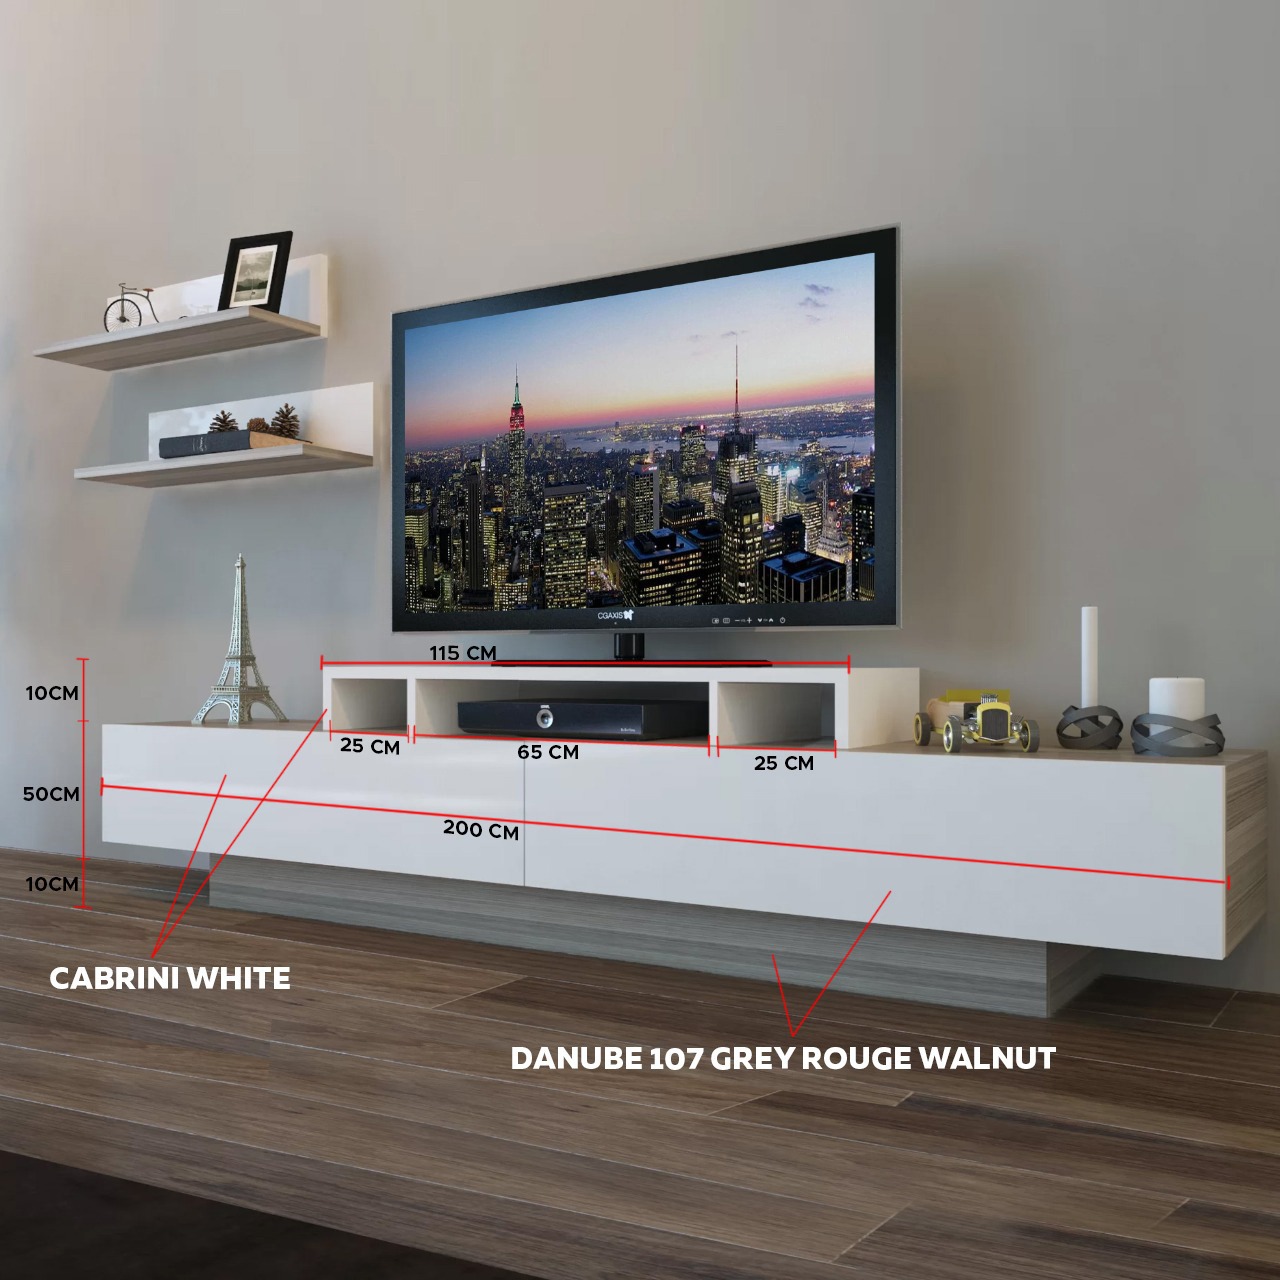 CGAXIS
115 CM
10CM
25 CM
65 CM
25 CM
50CM
200 CM
10CM
CABRINI WHITE
DANUBE 107 GREY ROUGE WALNUT